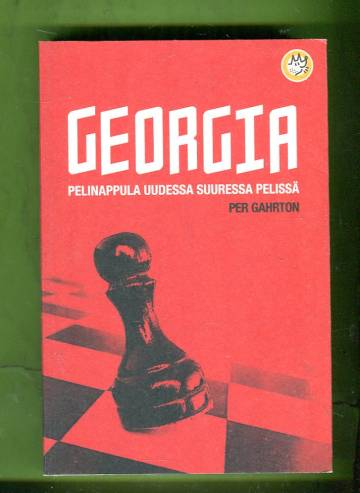 GEORGIA
PELINAPPULA UUDESSA SUURESSA PELISSÄ
PER GAHRTON